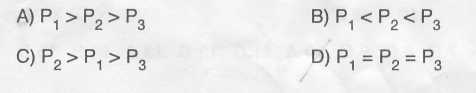 A) P₁ > P₂ > P₃ B) P₁ < P₂ < P₃
C) P₂ > P₁ > P₃ D) P₁ = P₂ = P₃